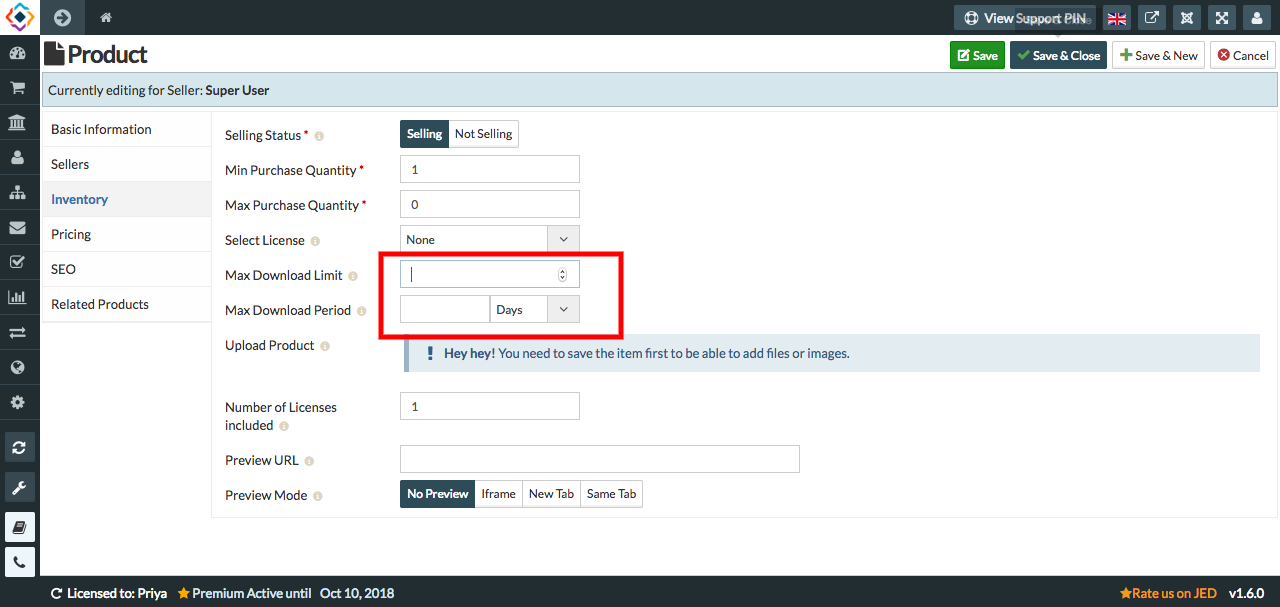 View Support PIN
Product
Save
Save & Close
Save & New
Cancel
Currently editing for Seller: Super User
Basic Information
Sellers
Inventory
Pricing
SEO
Related Products
Selling Status *
Selling
Not Selling
Min Purchase Quantity *
1
Max Purchase Quantity *
0
Select License
None
Max Download Limit
Max Download Period
Days
Upload Product
! Hey hey! You need to save the item first to be able to add files or images.
Number of Licenses
included
1
Preview URL
Preview Mode
No Preview
Iframe
New Tab
Same Tab
Licensed to: Priya
Premium Active until Oct 10, 2018
Rate us on JED
v1.6.0